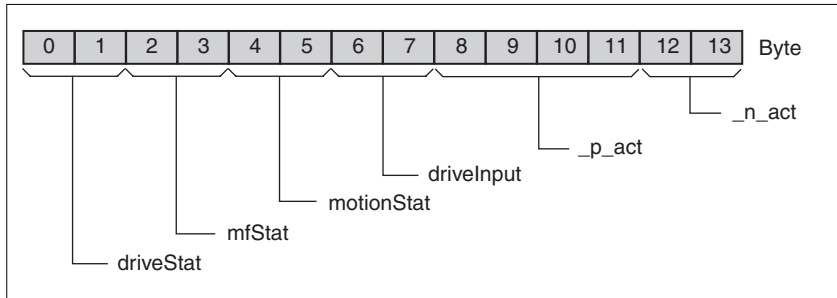 0 1 2 3 4 5 6 7 8 9 10 11 12 13 Byte
_n_act
_p_act
driveInput
motionStat
mfStat
driveStat